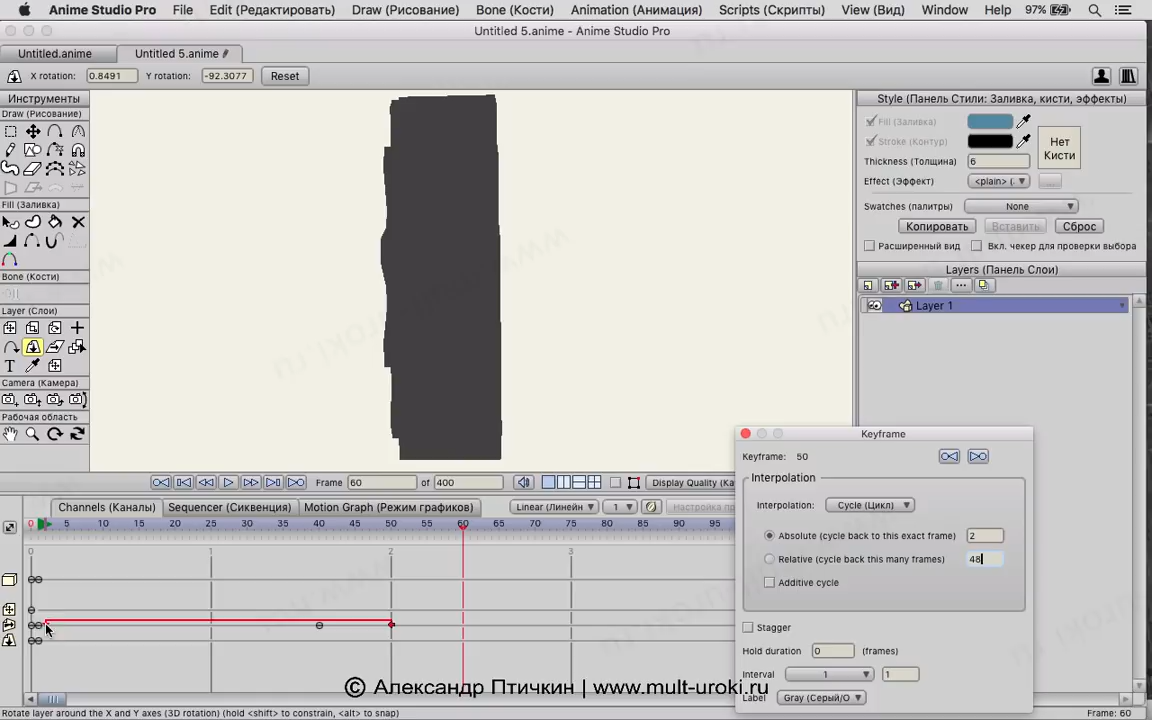 Anime Studio Pro File Edit (Редактировать) Draw (Рисование) Bone (Кости) Animation (Анимация) Scripts (Скрипты) View (Вид) Window Help 97%
Untitled 5.anime - Anime Studio Pro
Untitled.anime Untitled 5.anime
X rotation: 0.8491 Y rotation: -92.3077 Reset
Инструменты
Draw (Рисование)
Fill (Заливка)
Bone (Кости)
Layer (Слои)
Camera (Камера)
Рабочая область
Style (Панель Стили: Заливка, кисти, эффекты)
Fill (Заливка)
Stroke (Контур)
Нет
Кисти
Thickness (Толщина) 6
Effect (Эффект) <plain> (. ...
Swatches (палитры) None
Копировать Вставить Сброс
Расширенный вид Вкл. чекер для проверки выбора
Layers (Панель Слои)
Layer 1
Frame 60 of 400 Display Quality (Ка
Channels (Каналы) Sequencer (Сиквенция) Motion Graph (Режим графиков) Linear (Линейн 1 Настройка пр
0 5 10 15 20 25 30 35 40 45 50 55 60 65 70 75 80 85 90 95
0 1 2 3
Keyframe
Keyframe: 50
Interpolation
Interpolation: Cycle (Цикл)
Absolute (cycle back to this exact frame) 2
Relative (cycle back this many frames) 48
Additive cycle
Stagger
Hold duration 0 (frames)
Interval 1 1
Label Gray (Серый/О
© Александр Птичкин | www.mult-uroki.ru
Rotate layer around the X and Y axes (3D rotation) (hold <shift> to constrain, <alt> to snap) Frame: 60